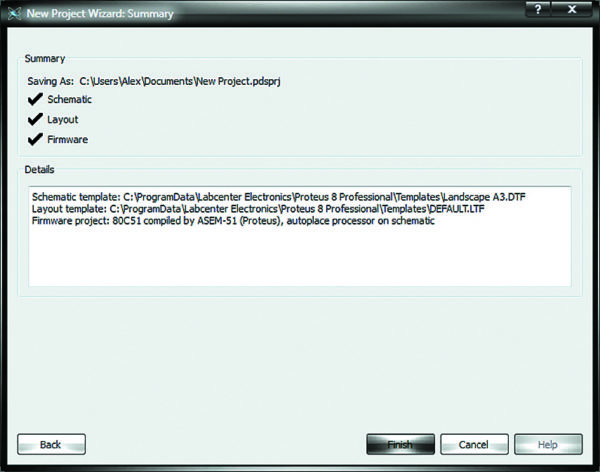 New Project Wizard: Summary
Summary
Saving As: C:\Users\Alex\Documents\New Project.pdsprj
Schematic
Layout
Firmware
Details
Schematic template: C:\ProgramData\Labcenter Electronics\Proteus 8 Professional\Templates\Landscape A3.DTF
Layout template: C:\ProgramData\Labcenter Electronics\Proteus 8 Professional\Templates\DEFAULT.LTF
Firmware project: 80C51 compiled by ASEM-51 (Proteus), autoplace processor on schematic
Back Finish Cancel Help